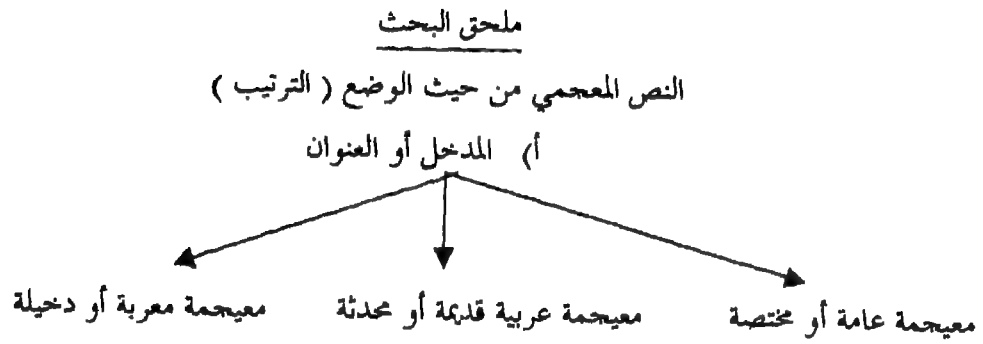 ملحق البحث
النص المعجمي من حيث الوضع ( الترتيب )
أ) المدخل أو العنوان
معيجمة عامة أو مختصة معيجمة عربية قديمة أو محدثة معيجمة معربة أو دخيلة